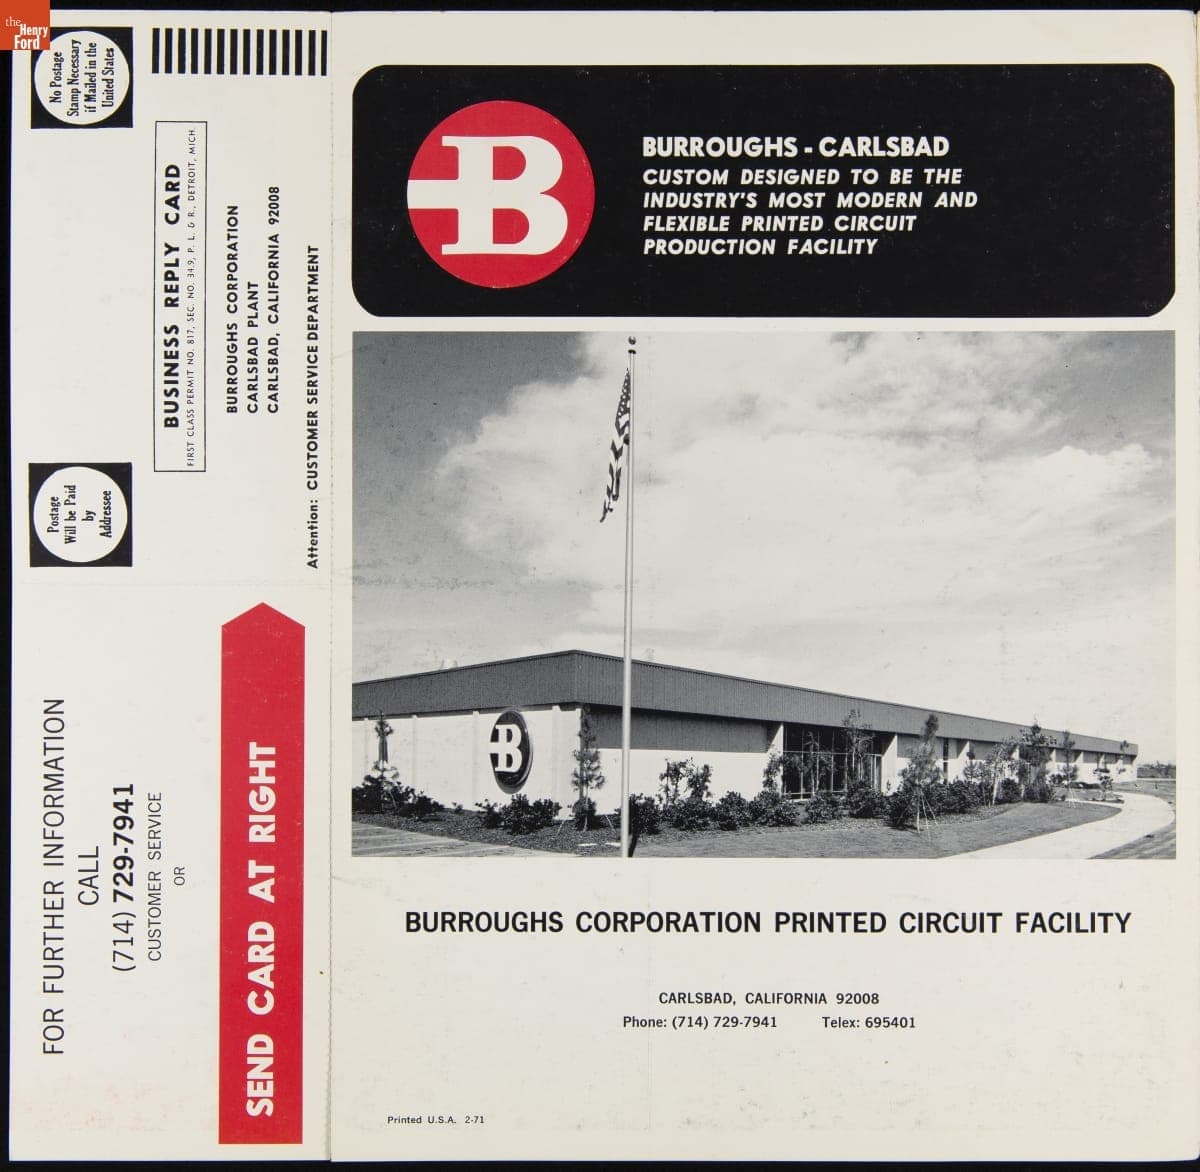 the
Henry
Ford
No Postage
Stamp Necessary
if Mailed in the
United States
BUSINESS REPLY CARD
FIRST CLASS PERMIT NO. 817, SEC. NO. 34.9, P. L. & R., DETROIT, MICH.
BURROUGHS CORPORATION
CARLSBAD PLANT
CARLSBAD, CALIFORNIA 92008
Attention: CUSTOMER SERVICE DEPARTMENT
Postage
Will be Paid
by
Addressee
FOR FURTHER INFORMATION
CALL
(714) 729-7941
CUSTOMER SERVICE
OR
SEND CARD AT RIGHT
B
BURROUGHS - CARLSBAD
CUSTOM DESIGNED TO BE THE
INDUSTRY'S MOST MODERN AND
FLEXIBLE PRINTED CIRCUIT
PRODUCTION FACILITY
B
BURROUGHS CORPORATION PRINTED CIRCUIT FACILITY
CARLSBAD, CALIFORNIA 92008
Phone: (714) 729-7941 Telex: 695401
Printed U.S.A. 2-71